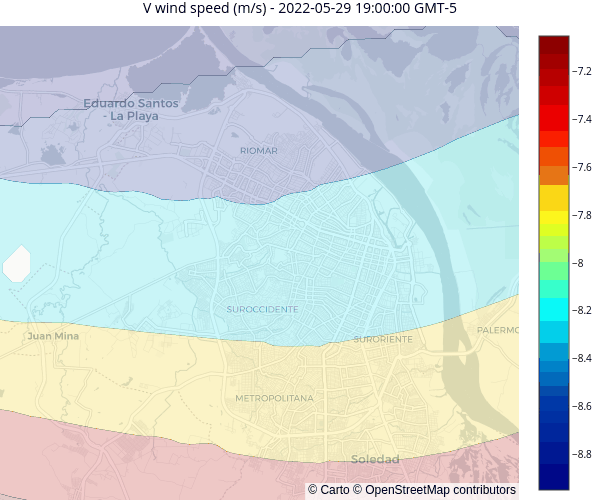 V wind speed (m/s) - 2022-05-29 19:00:00 GMT-5
Eduardo Santos
- La Playa
RIOMAR
SUROCCIDENTE
Juan Mina
SURORIENTE
PALERMO
METROPOLITANA
Soledad
© Carto © OpenStreetMap contributors
−7.2
−7.4
−7.6
−7.8
−8
−8.2
−8.4
−8.6
−8.8